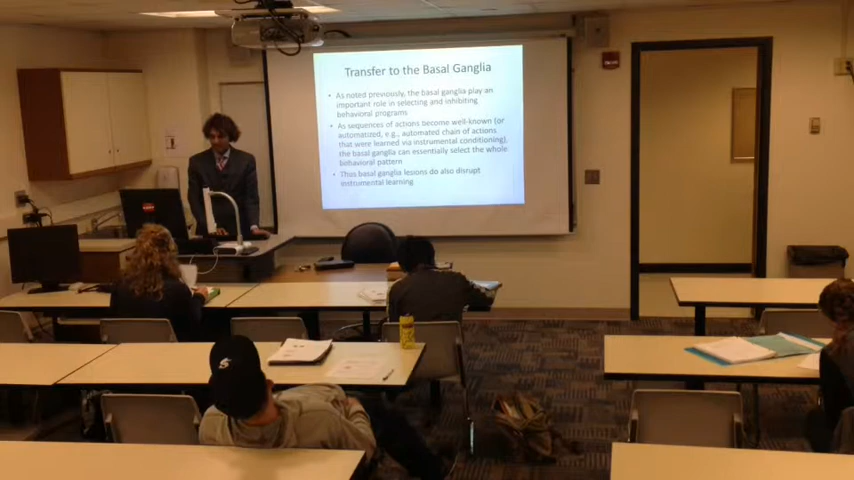 Transfer to the Basal Ganglia
• As noted previously, the basal ganglia play an
important role in selecting and inhibiting
behavioral programs
• As sequences of actions become well-known (or
automatized, e.g., automated chain of actions
that were learned via instrumental conditioning),
the basal ganglia can essentially select the whole
behavioral pattern
• Thus basal ganglia lesions do also disrupt
instrumental learning